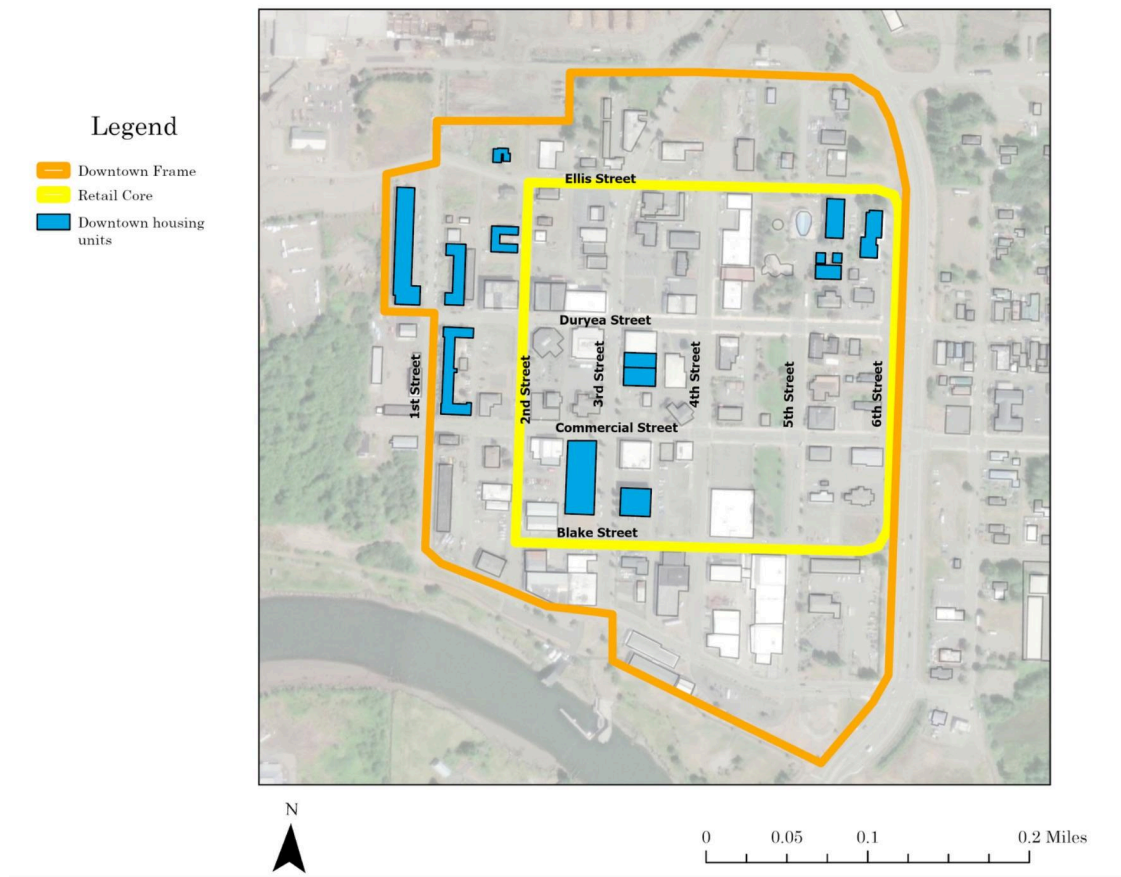 Legend
Downtown Frame
Retail Core
Downtown housing
units
Ellis Street
Duryea Street
1st Street
2nd Street
3rd Street
4th Street
5th Street
6th Street
Commercial Street
Blake Street
N
0 0.05 0.1 0.2 Miles